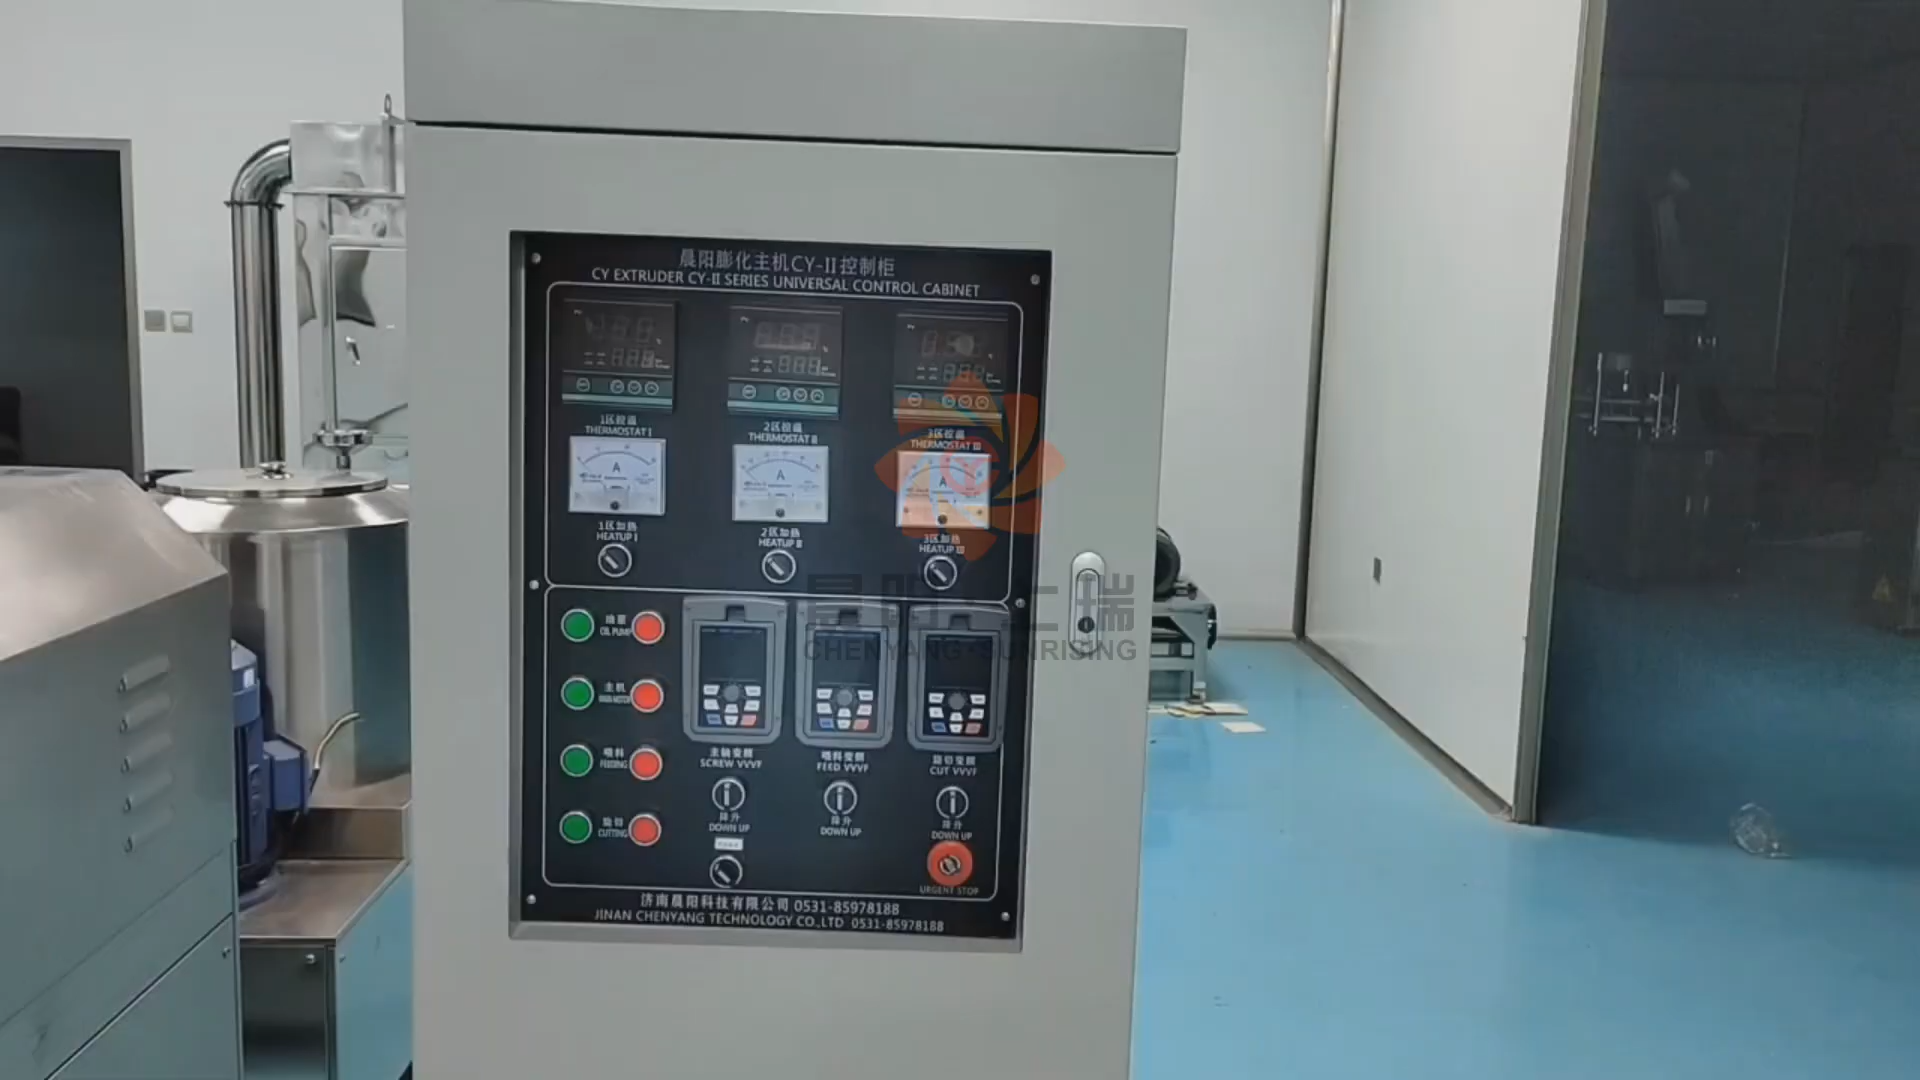 晨阳膨化主机CY-II控制柜
CY EXTRUDER CY-II SERIES UNIVERSAL CONTROL CABINET
1区控温
THERMOSTAT I
2区控温
THERMOSTAT II
3区控温
THERMOSTAT III
A
A
A
1区加热
HEATUP I
2区加热
HEATUP II
3区加热
HEATUP III
油泵
OIL PUMP
主机
MAIN MOTOR
喂料
FEEDING
旋切
CUTTING
主轴变频
SCREW VVVF
喂料变频
FEED VVVF
旋切变频
CUT VVVF
降升
DOWN UP
降升
DOWN UP
降升
DOWN UP
URGENT STOP
济南晨阳科技有限公司 0531-85978188
JINAN CHENYANG TECHNOLOGY CO.,LTD 0531-85978188
CHENYANG·SUNRISING